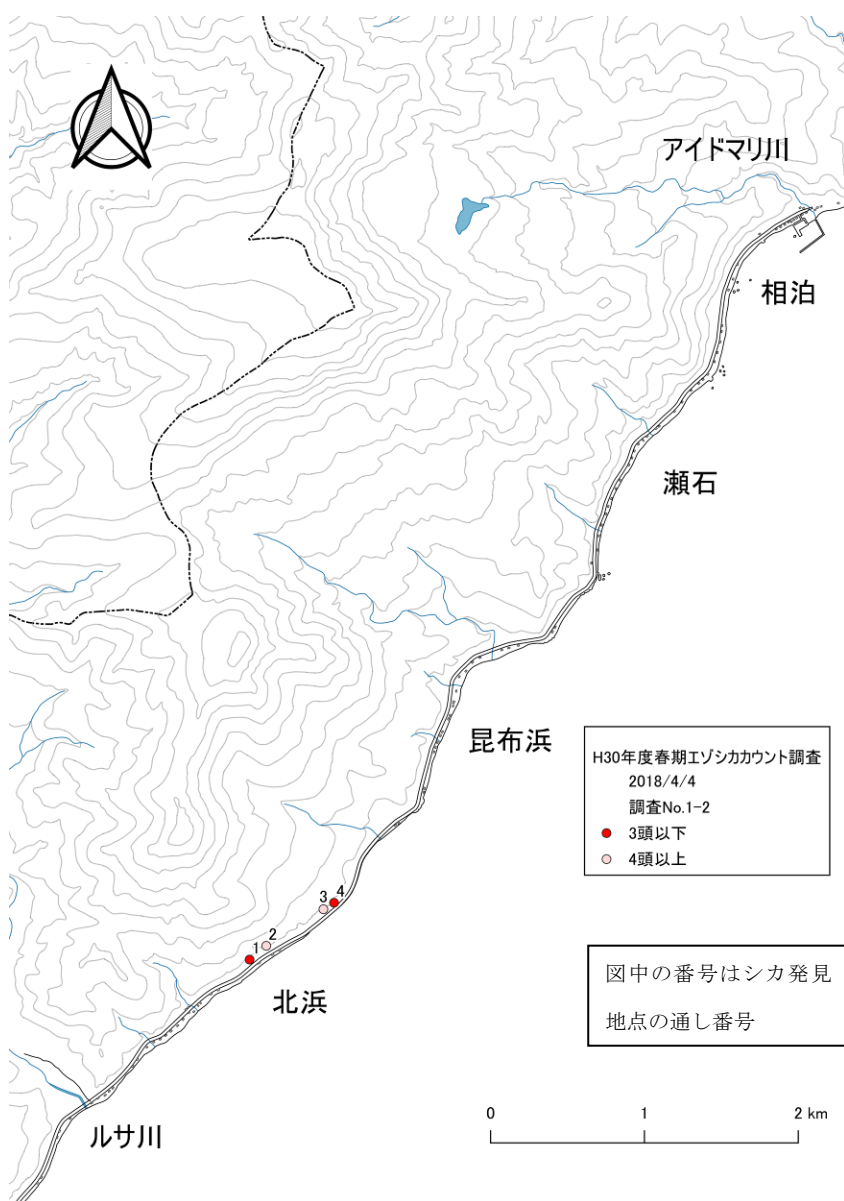 アイドマリ川
相泊
瀬石
昆布浜
H30年度春期エゾシカカウント調査
2018/4/4
調査No.1-2
3頭以下
4頭以上
4
3
2
1
図中の番号はシカ発見
地点の通し番号
北浜
0 1 2 km
ルサ川